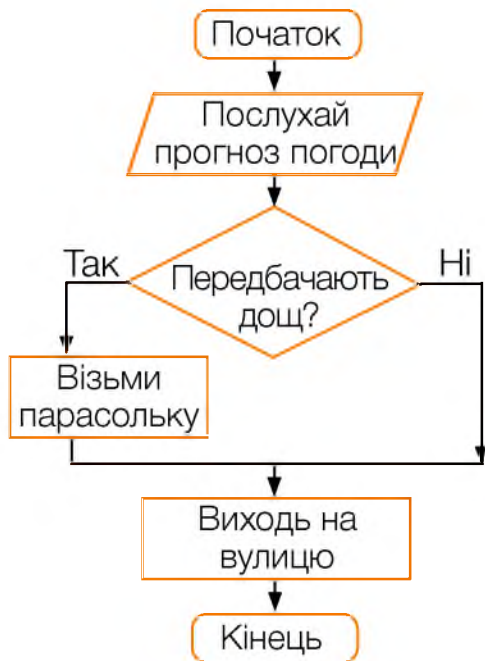 Початок
Послухай
прогноз погоди
Так
Ні
Передбачають
дощ?
Візьми
парасольку
Виходь на
вулицю
Кінець